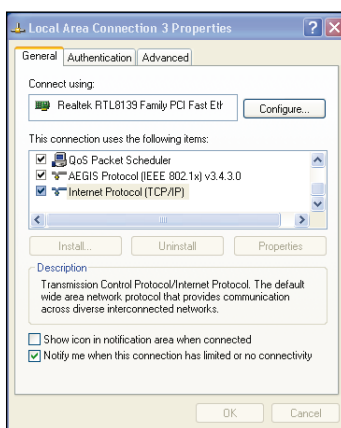 Local Area Connection 3 Properties
General Authentication Advanced
Connect using:
Realtek RTL8139 Family PCI Fast Eth
Configure...
This connection uses the following items:
QoS Packet Scheduler
AEGIS Protocol (IEEE 802.1x) v3.4.3.0
Internet Protocol (TCP/IP)
Install... Uninstall Properties
Description
Transmission Control Protocol/Internet Protocol. The default
wide area network protocol that provides communication
across diverse interconnected networks.
Show icon in notification area when connected
Notify me when this connection has limited or no connectivity
OK Cancel